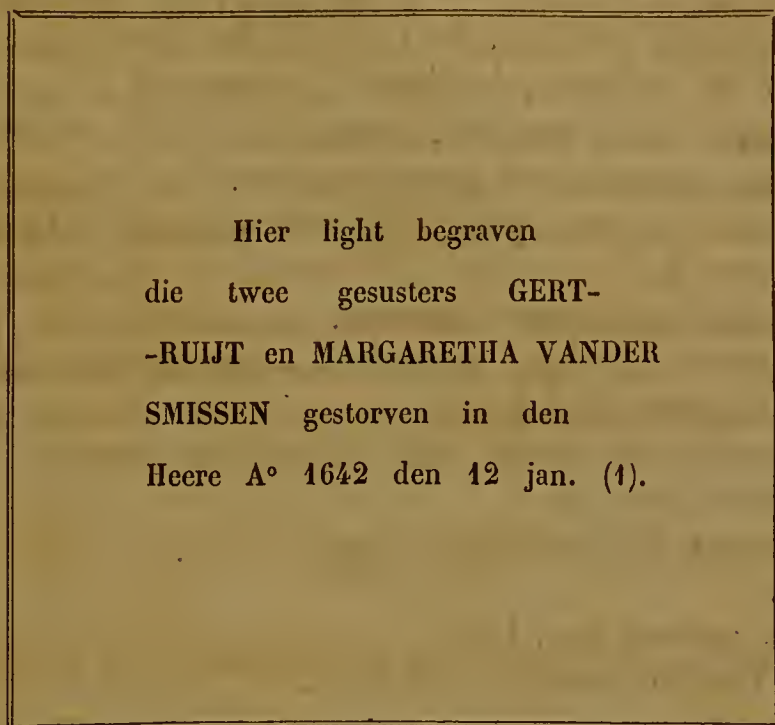 Hier light begraven
die twee gesusters GERT-
-RUIJT en MARGARETHA VANDER
SMISSEN gestorven in den
Heere Aº 1642 den 12 jan. (1).